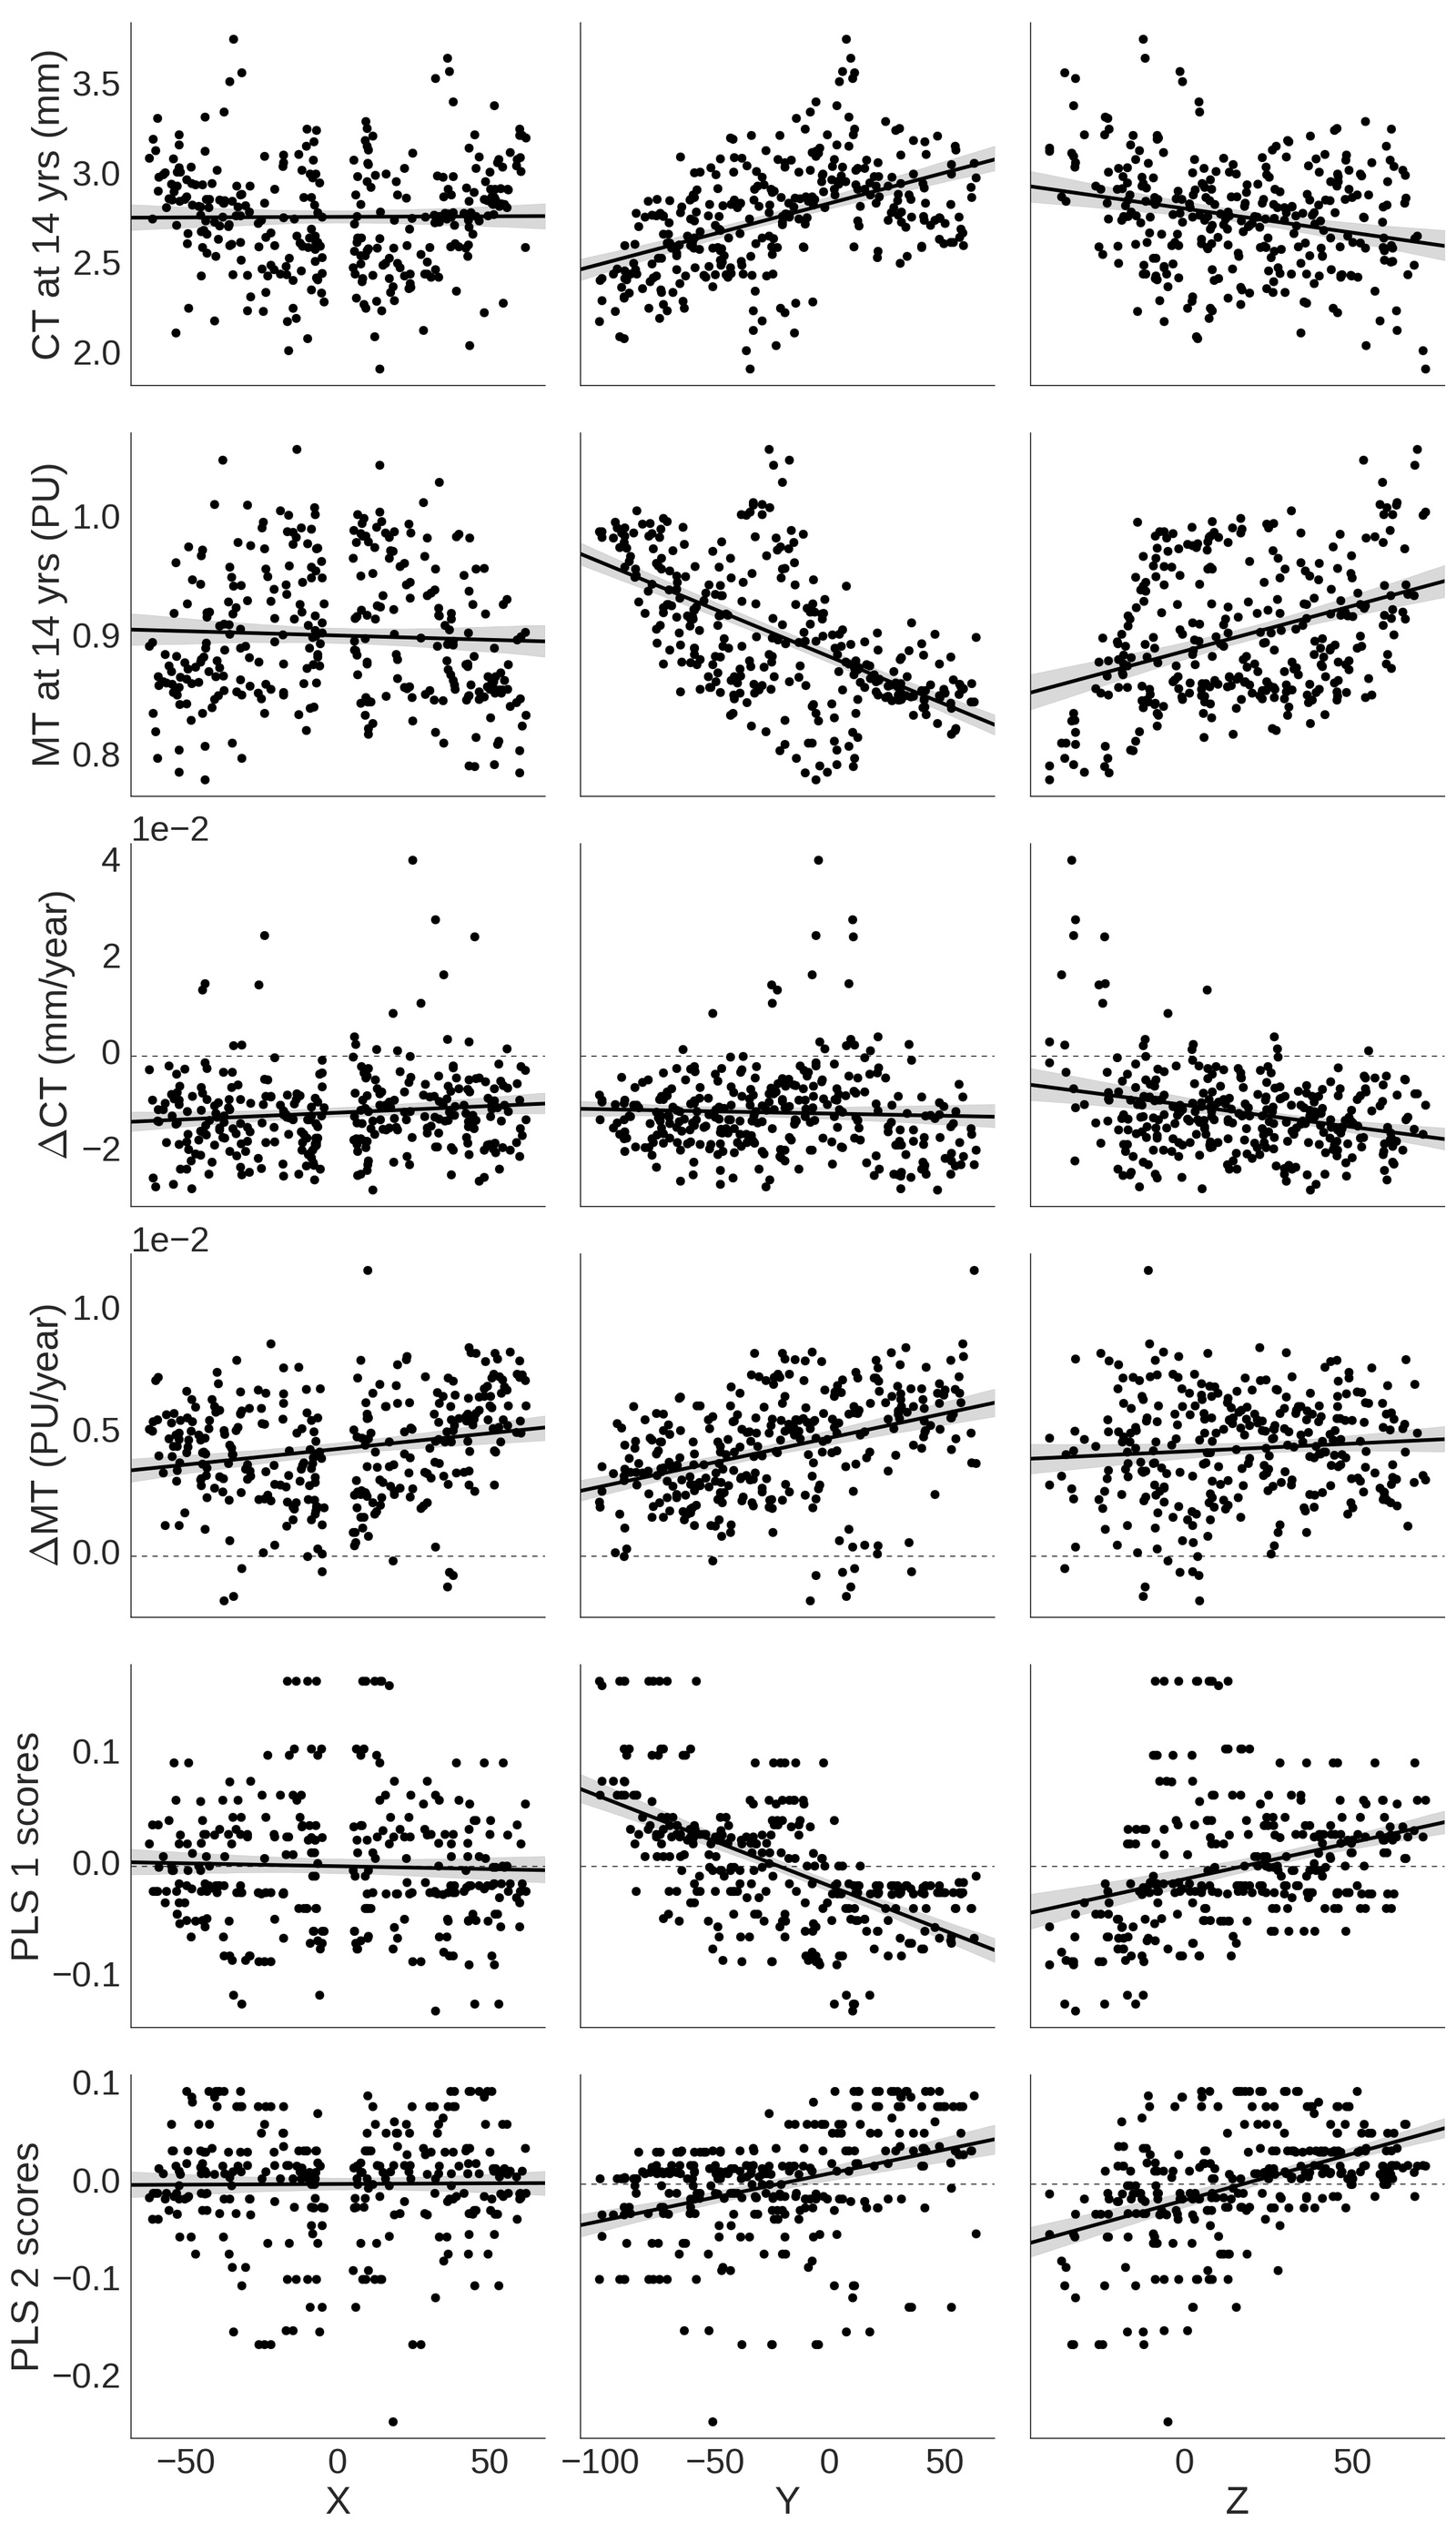 CT at 14 yrs (mm)
3.5
3.0
2.5
2.0
MT at 14 yrs (PU)
1.0
0.9
0.8
1e−2
ΔCT (mm/year)
4
2
0
−2
1e−2
ΔMT (PU/year)
1.0
0.5
0.0
PLS 1 scores
0.1
0.0
−0.1
PLS 2 scores
0.1
0.0
−0.1
−0.2
−50 0 50 −100 −50 0 50 0 50
X Y Z